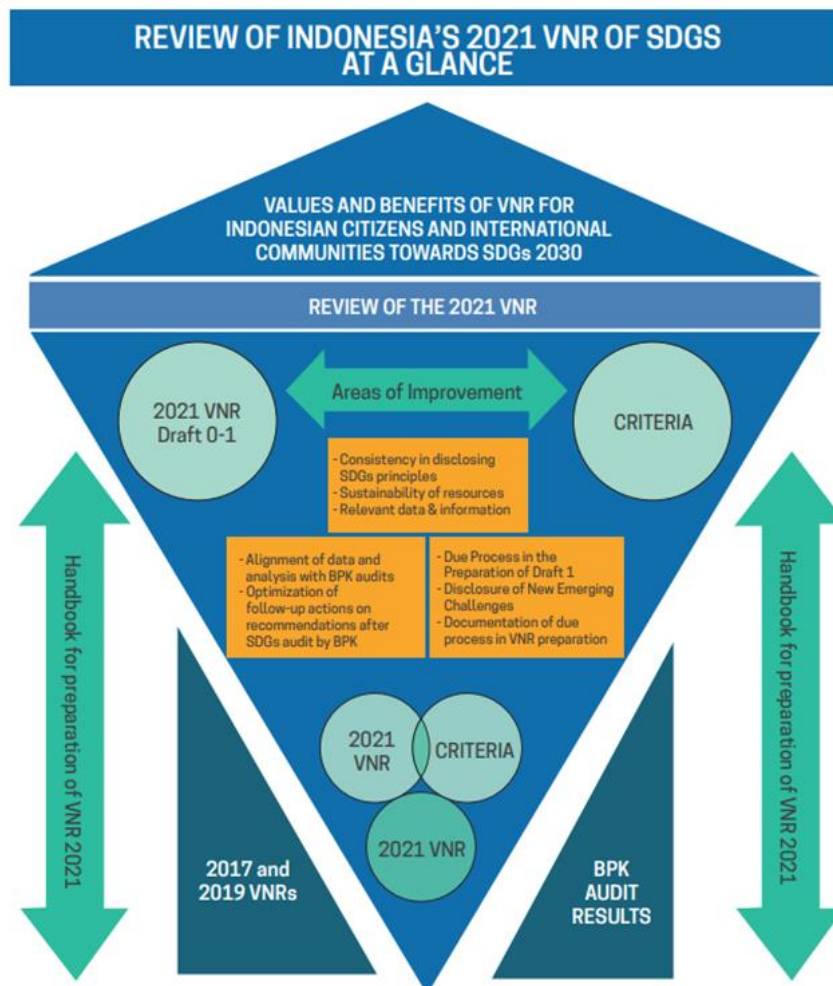 REVIEW OF INDONESIA'S 2021 VNR OF SDGS
AT A GLANCE
VALUES AND BENEFITS OF VNR FOR
INDONESIAN CITIZENS AND INTERNATIONAL
COMMUNITIES TOWARDS SDGs 2030
REVIEW OF THE 2021 VNR
2021 VNR
Draft 0-1
Areas of Improvement
CRITERIA
- Consistency in disclosing
SDGs principles
- Sustainability of resources
- Relevant data & information
- Alignment of data and
analysis with BPK audits
- Optimization of
follow-up actions on
recommendations after
SDGs audit by BPK
- Due Process in the
Preparation of Draft 1
- Disclosure of New Emerging
Challenges
- Documentation of due
process in VNR preparation
Handbook for preparation of VNR 2021
Handbook for preparation of VNR 2021
2021
VNR
CRITERIA
2021 VNR
2017 and
2019 VNRs
BPK
AUDIT
RESULTS